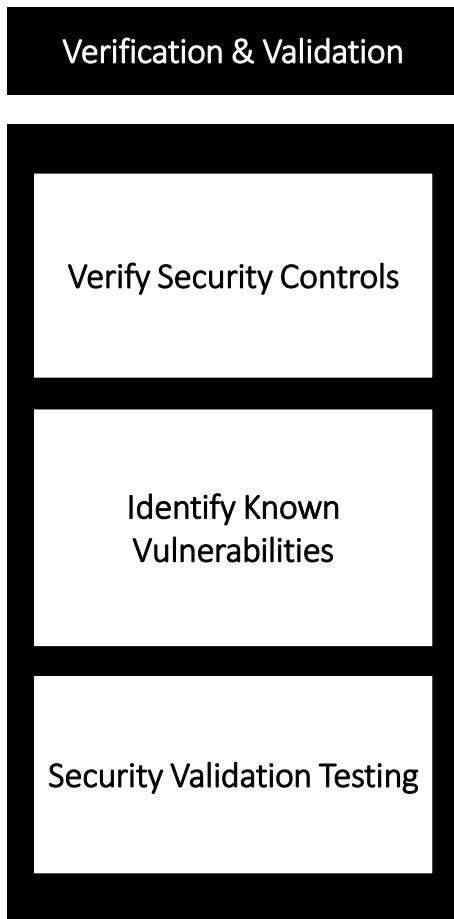 Verification & Validation
Verify Security Controls
Identify Known
Vulnerabilities
Security Validation Testing